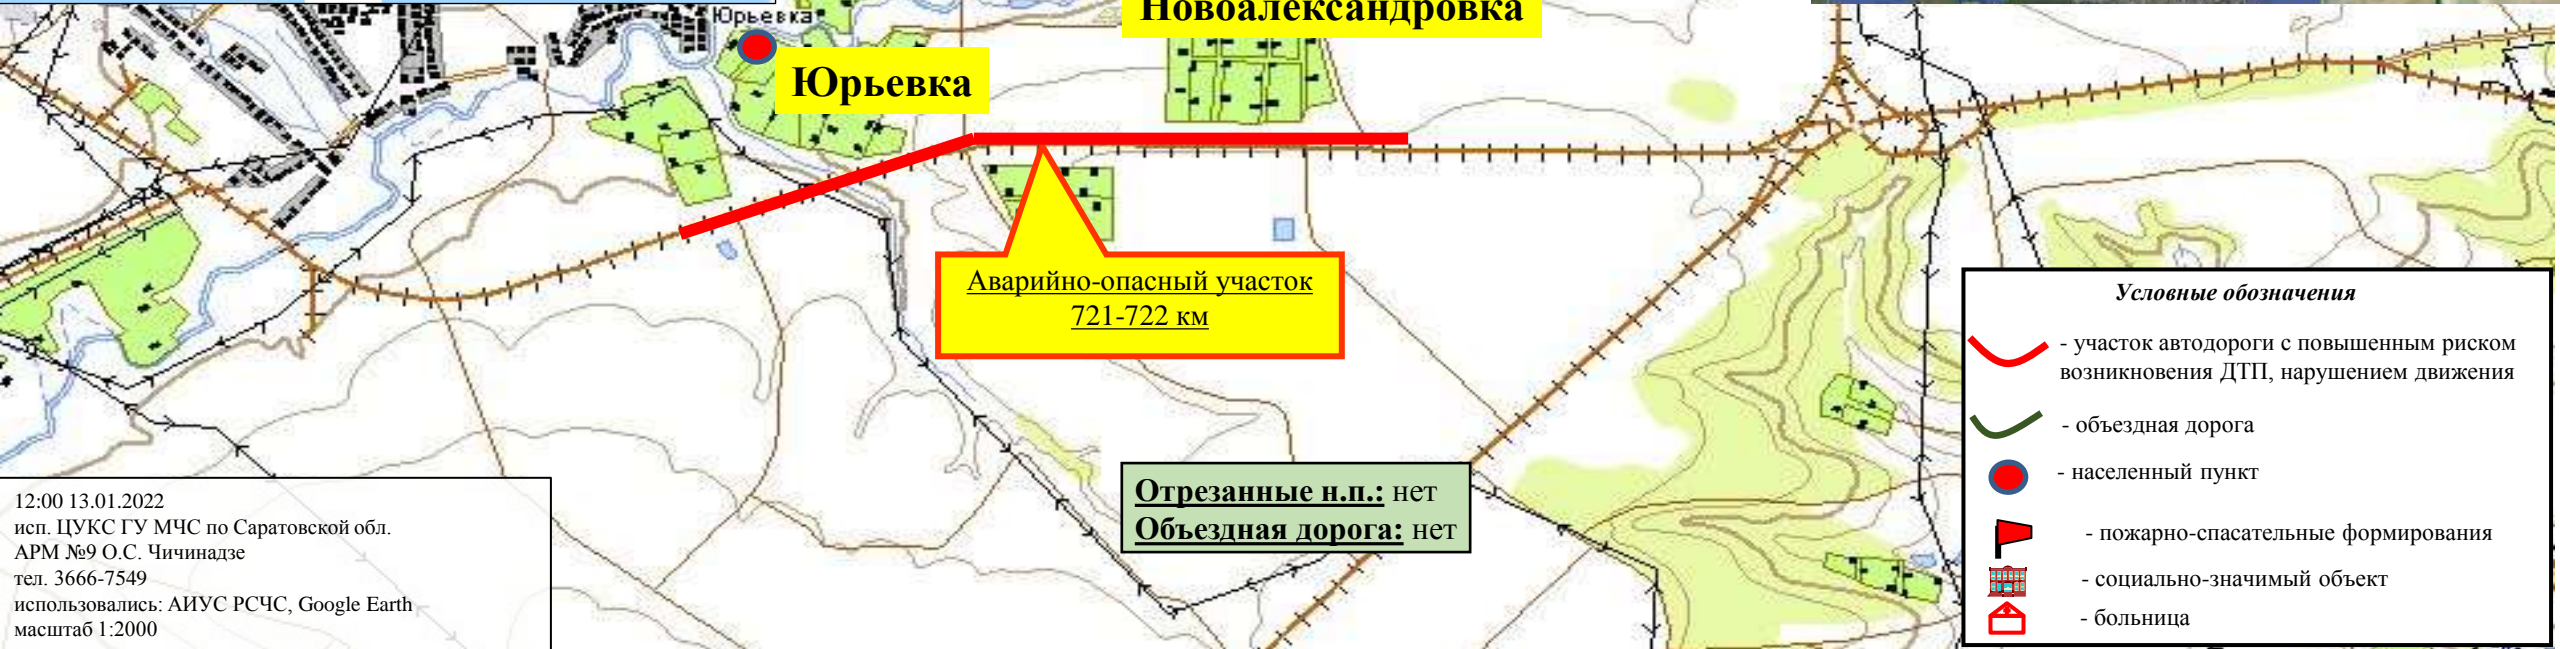 Юрьевка
Новоалександровка
Юрьевка
Аварийно-опасный участок
721-722 км
Условные обозначения
- участок автодороги с повышенным риском
возникновения ДТП, нарушением движения
- объездная дорога
- населенный пункт
- пожарно-спасательные формирования
- социально-значимый объект
- больница
Отрезанные н.п.: нет
Объездная дорога: нет
12:00 13.01.2022
исп. ЦУКС ГУ МЧС по Саратовской обл.
АРМ №9 О.С. Чичинадзе
тел. 3666-7549
использовались: АИУС РСЧС, Google Earth
масштаб 1:2000